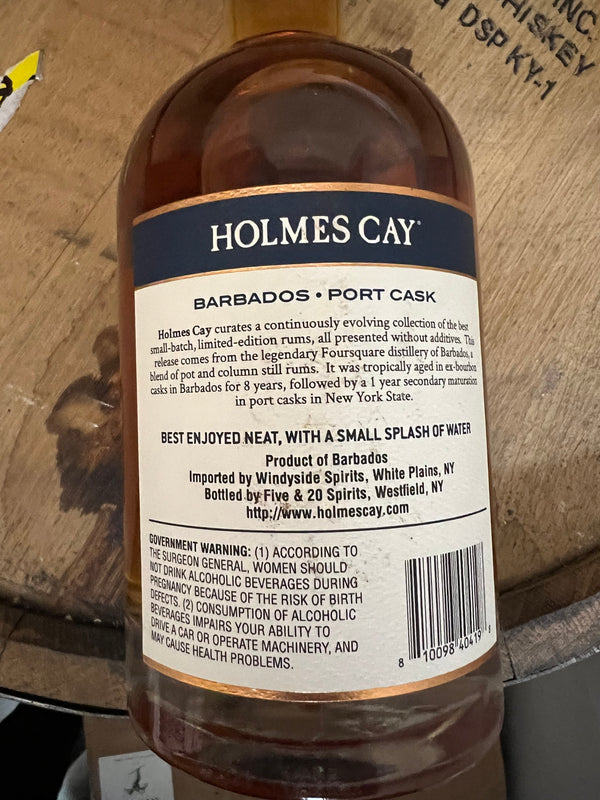 INC.
WHISKEY
DSP KY-1
HOLMES CAY
BARBADOS • PORT CASK
Holmes Cay curates a continuously evolving collection of the best
small-batch, limited-edition rums, all presented without additives. This
release comes from the legendary Foursquare distillery of Barbados, a
blend of pot and column still rums. It was tropically aged in ex-bourbon
casks in Barbados for 8 years, followed by a 1 year secondary maturation
in port casks in New York State.
BEST ENJOYED NEAT, WITH A SMALL SPLASH OF WATER
Product of Barbados
Imported by Windyside Spirits, White Plains, NY
Bottled by Five & 20 Spirits, Westfield, NY
http://www.holmescay.com
GOVERNMENT WARNING: (1) ACCORDING TO
THE SURGEON GENERAL, WOMEN SHOULD
NOT DRINK ALCOHOLIC BEVERAGES DURING
PREGNANCY BECAUSE OF THE RISK OF BIRTH
DEFECTS. (2) CONSUMPTION OF ALCOHOLIC
BEVERAGES IMPAIRS YOUR ABILITY TO
DRIVE A CAR OR OPERATE MACHINERY, AND
MAY CAUSE HEALTH PROBLEMS.
8 10098 40419